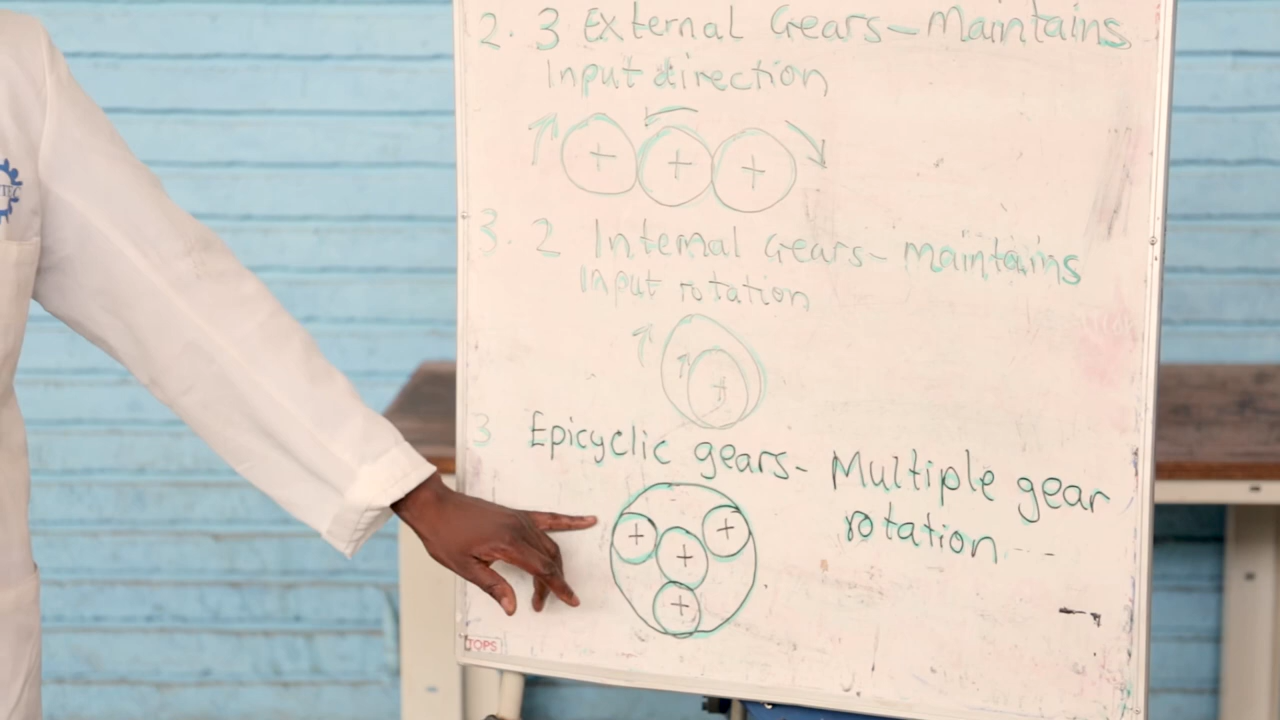 2. 3 External Gears - Maintains
Input direction
3. 2 Internal Gears - maintains
Input rotation
3 Epicyclic gears - Multiple gear
rotation...
TOPS